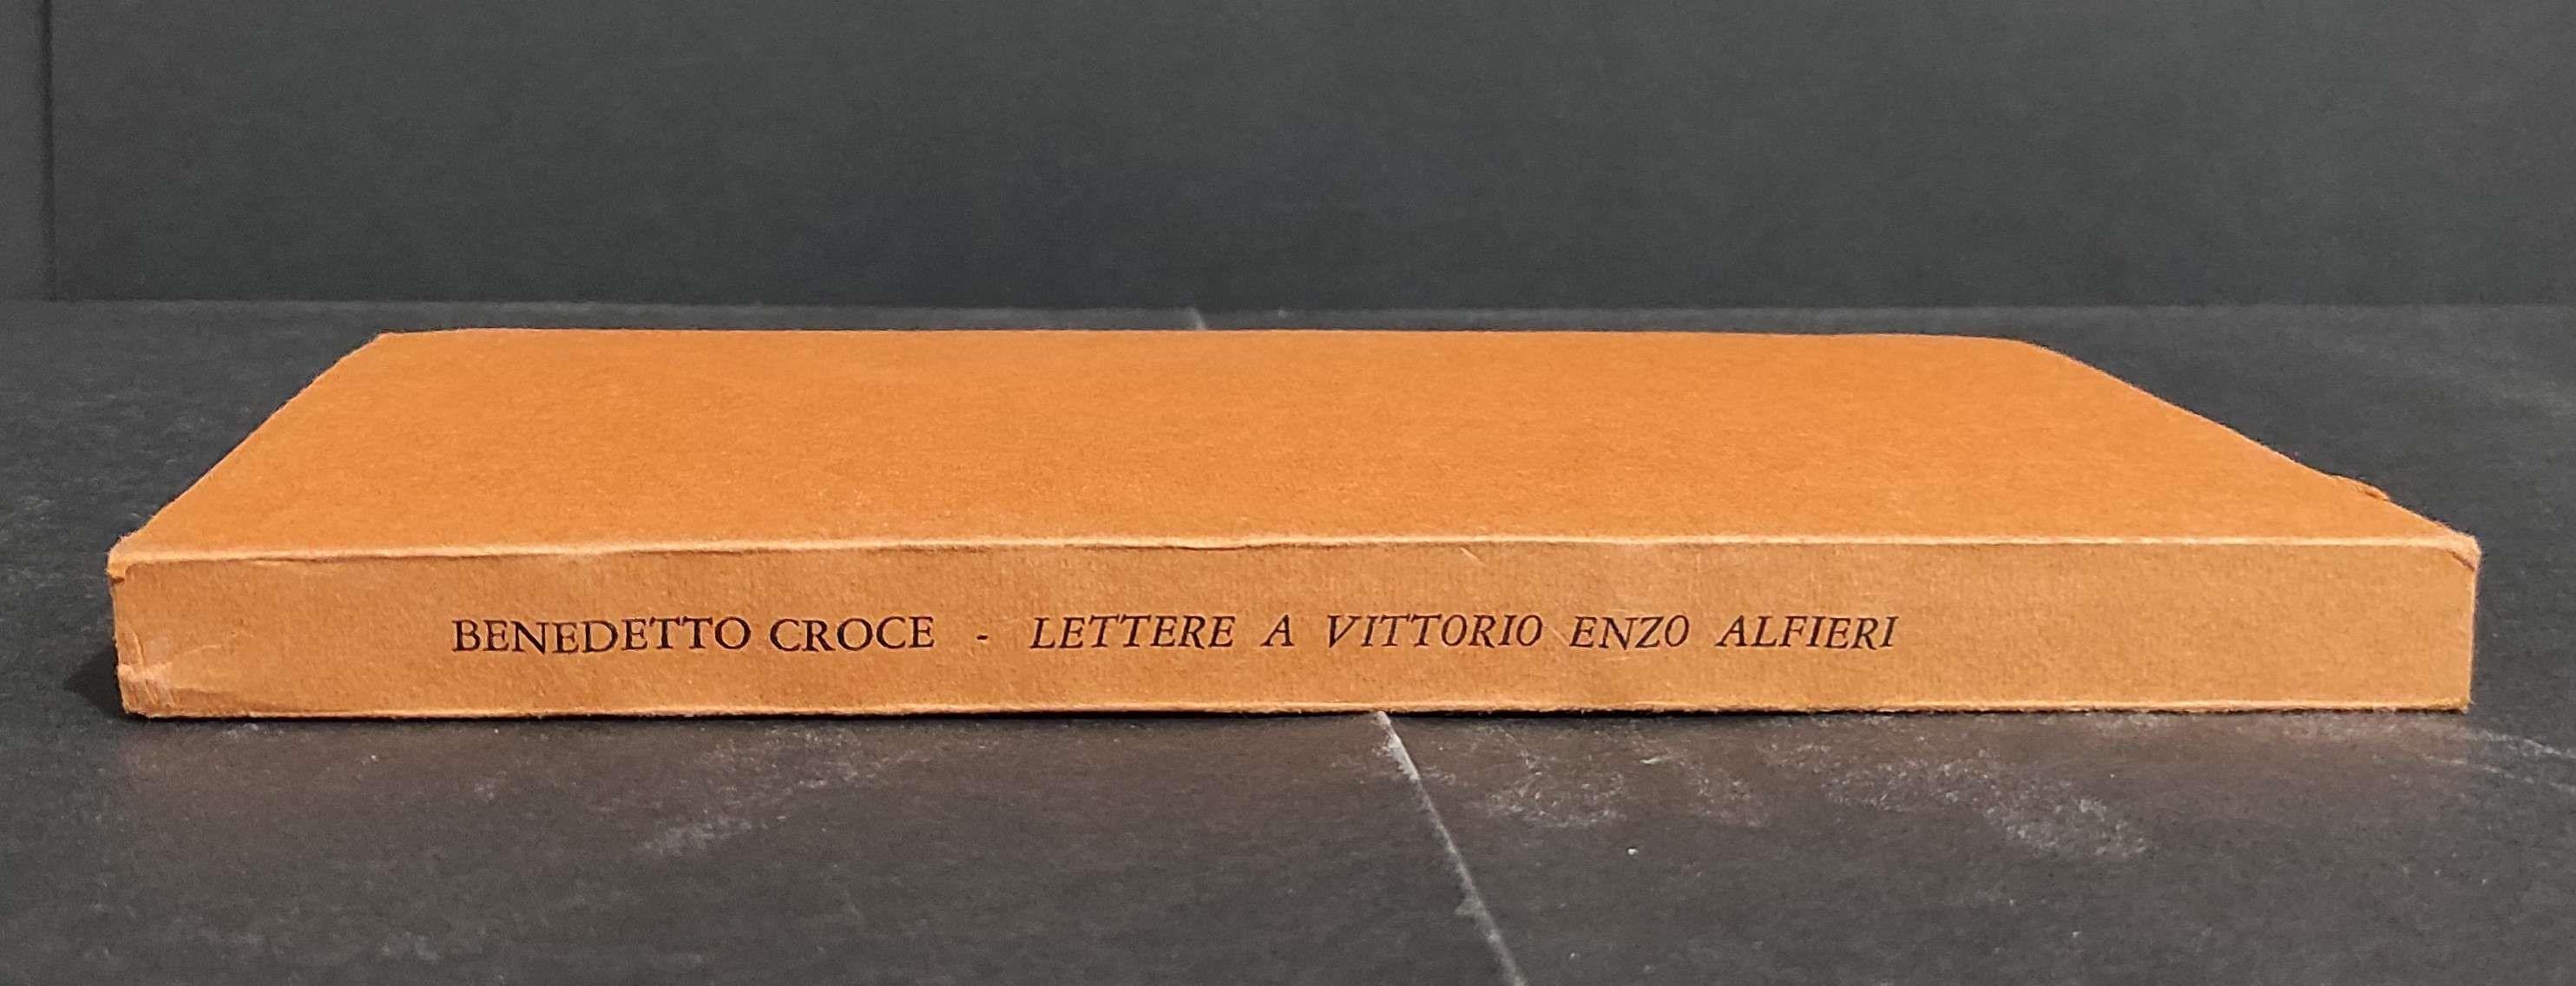 BENEDETTO CROCE - LETTERE A VITTORIO ENZO ALFIERI